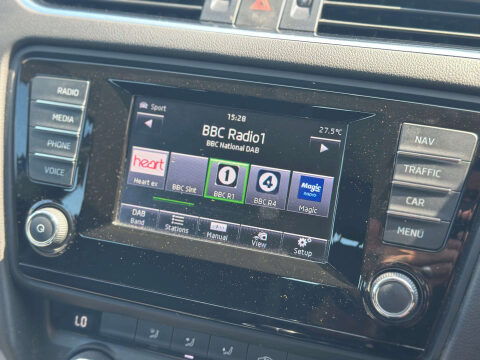 RADIO
MEDIA
PHONE
VOICE
Sport
15:28
27.5°C
BBC Radio1
BBC National DAB
heart
Heart ex
BBC Sint
1
BBC R1
4
BBC R4
Magic
Magic
DAB
Band
Stations
Manual
View
Setup
NAV
TRAFFIC
CAR
MENU
LO